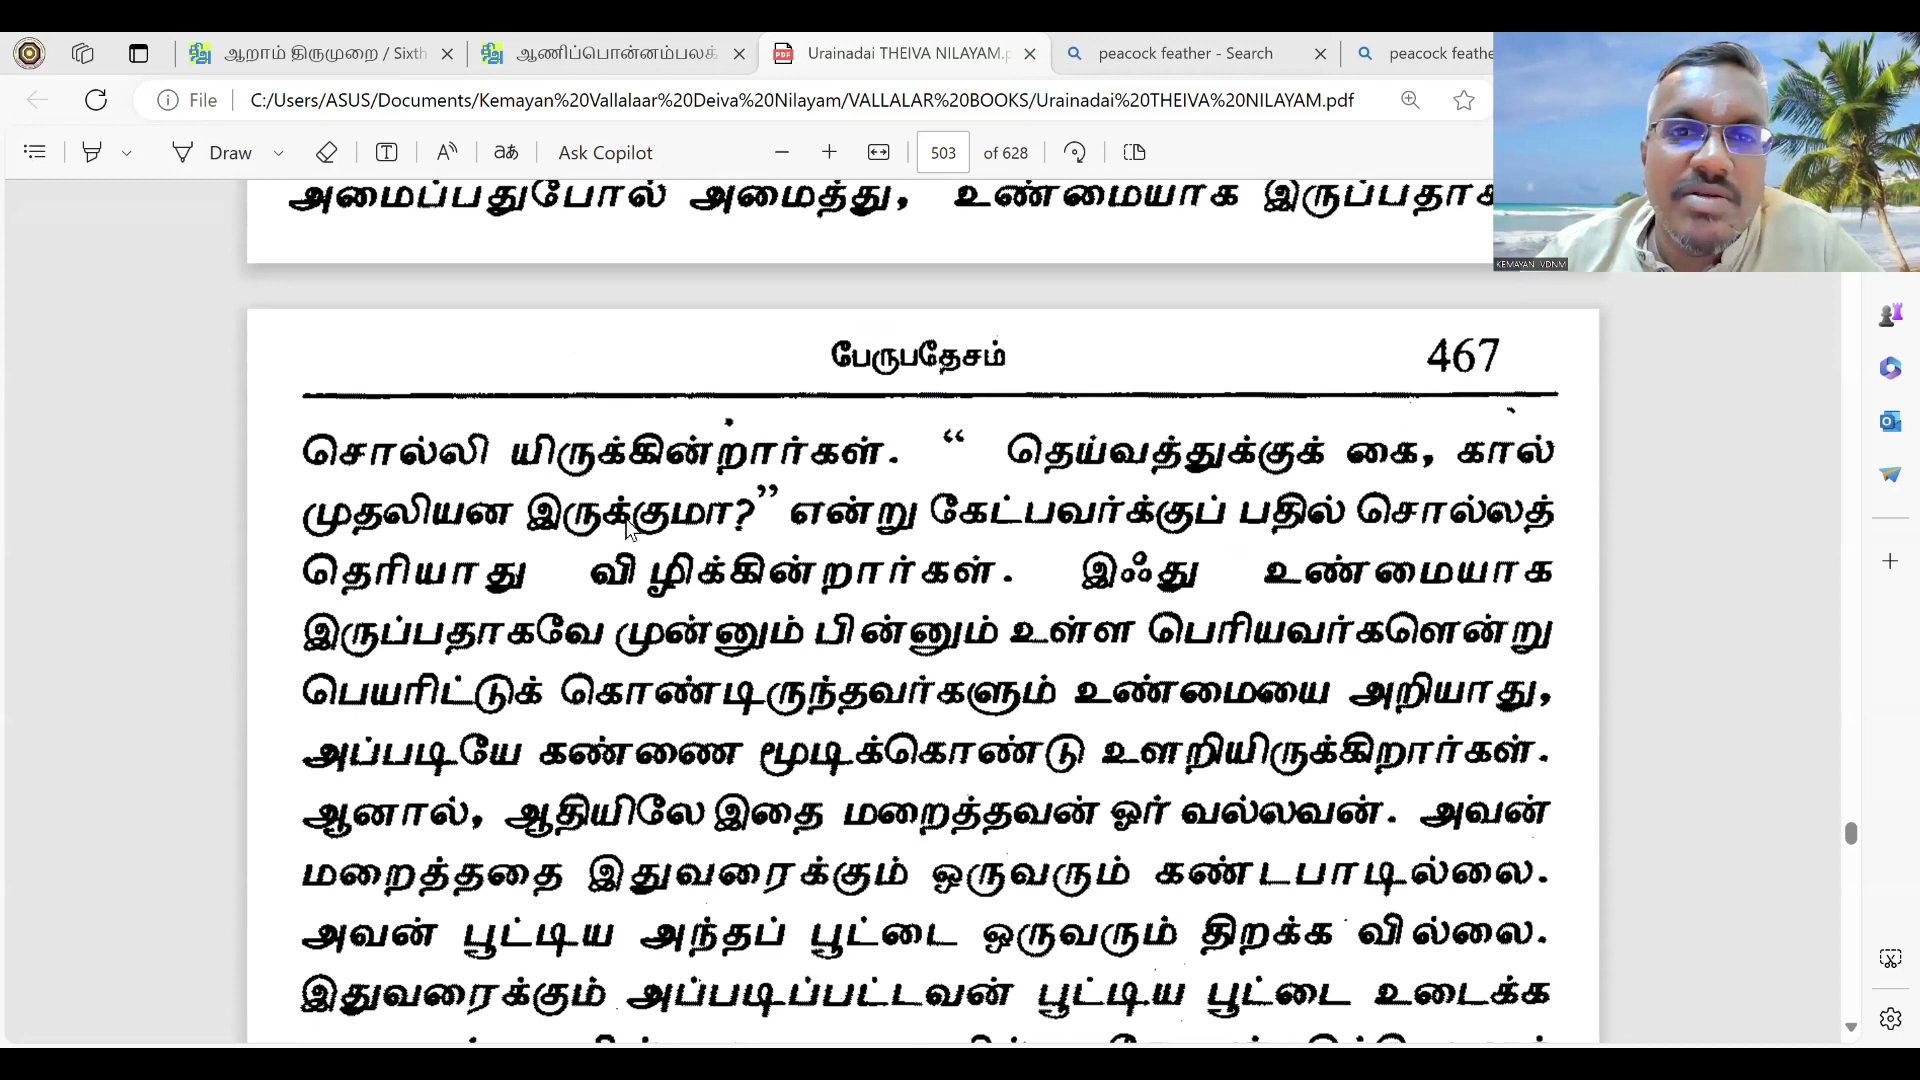 ஆறாம் திருமுறை / Sixth
ஆணிப்பொன்னம்பலக்
Urainadai THEIVA NILAYAM.p
peacock feather - Search
peacock feathe
File
C:/Users/ASUS/Documents/Kemayan%20Vallalaar%20Deiva%20Nilayam/VALLALAR%20BOOKS/Urainadai%20THEIVA%20NILAYAM.pdf
Draw
Ask Copilot
503 of 628
அமைப்பதுபோல் அமைத்து, உண்மையாக இருப்பதாக
KEMAYAN VDNM
பேருபதேசம் 467
சொல்லி யிருக்கின்றார்கள். “ தெய்வத்துக்குக் கை, கால்
முதலியன இருக்குமா?” என்று கேட்பவர்க்குப் பதில் சொல்லத்
தெரியாது விழிக்கின்றார்கள். இஃது உண்மையாக
இருப்பதாகவே முன்னும் பின்னும் உள்ள பெரியவர்களென்று
பெயரிட்டுக் கொண்டிருந்தவர்களும் உண்மையை அறியாது,
அப்படியே கண்ணை மூடிக்கொண்டு உளறியிருக்கிறார்கள்.
ஆனால், ஆதியிலே இதை மறைத்தவன் ஓர் வல்லவன். அவன்
மறைத்ததை இதுவரைக்கும் ஒருவரும் கண்டபாடில்லை.
அவன் பூட்டிய அந்தப் பூட்டை ஒருவரும் திறக்க வில்லை.
இதுவரைக்கும் அப்படிப்பட்டவன் பூட்டிய பூட்டை உடைக்க